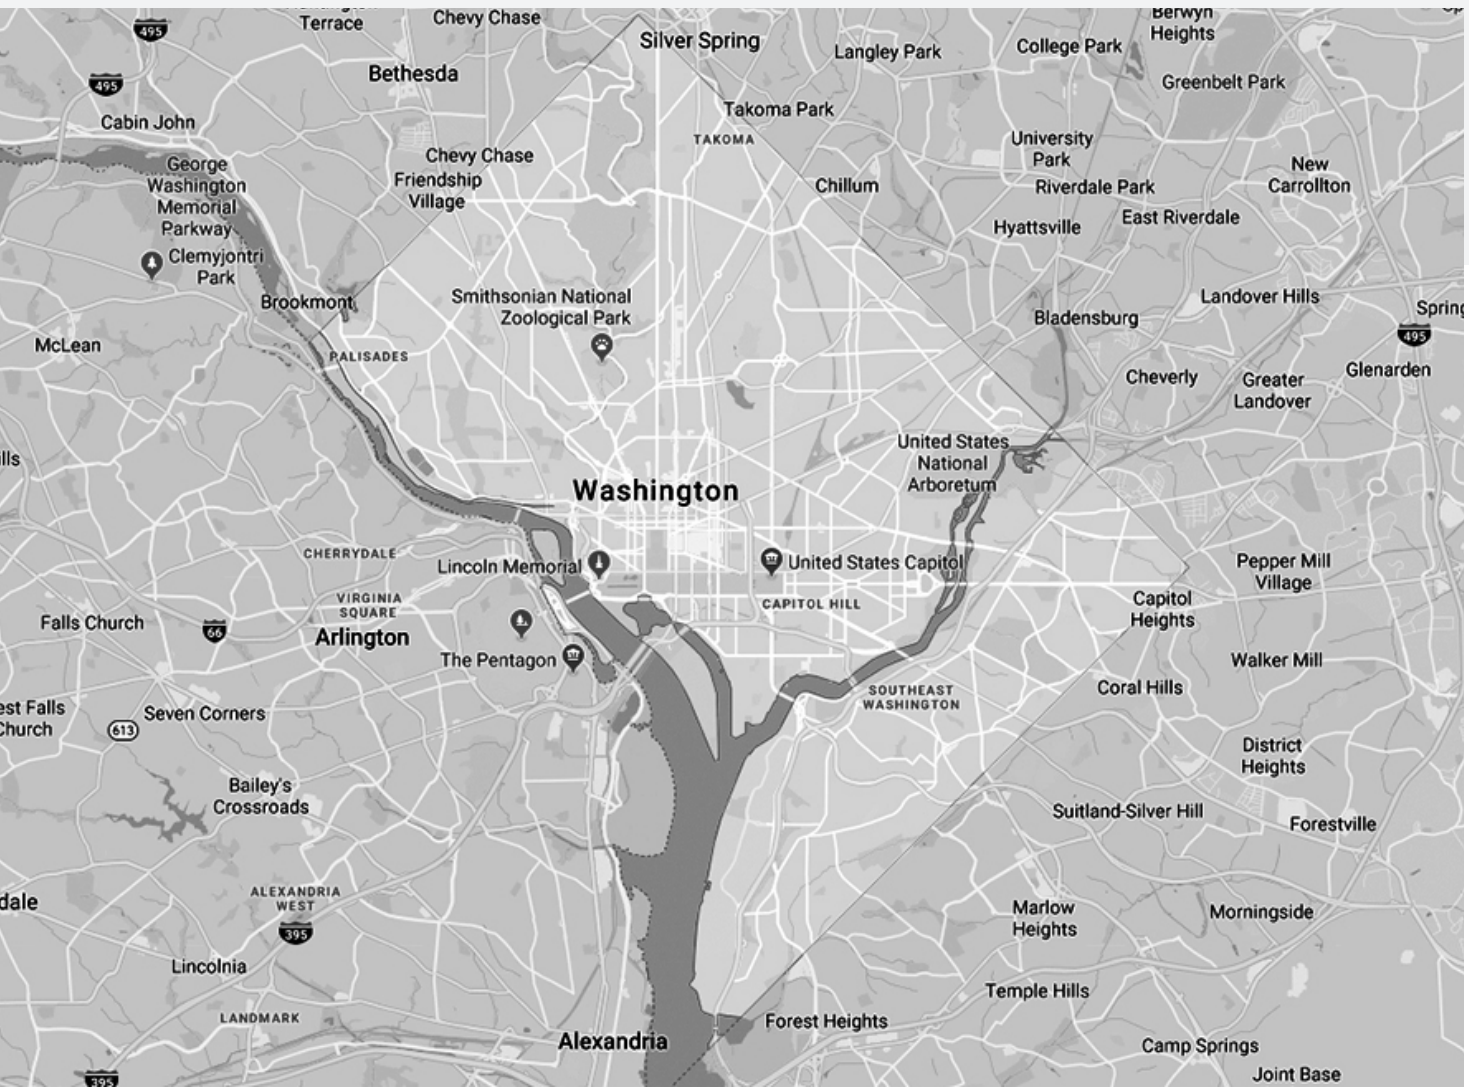 Terrace
Chevy Chase
Silver Spring
Langley Park
College Park
Berwyn
Heights
495
Bethesda
Greenbelt Park
495
Cabin John
Takoma Park
TAKOMA
University
Park
George
Washington
Memorial
Parkway
Chevy Chase
Friendship
Village
Chillum
Riverdale Park
New
Carrollton
Hyattsville
East Riverdale
Clemyjontri
Park
Brookmont
Smithsonian National
Zoological Park
Landover Hills
Bladensburg
Spring
495
McLean
PALISADES
Cheverly
Greater
Landover
Glenarden
ills
United States
National
Arboretum
Washington
CHERRYDALE
Lincoln Memorial
United States Capitol
Pepper Mill
Village
VIRGINIA
SQUARE
CAPITOL HILL
Capitol
Heights
Falls Church
66
Arlington
The Pentagon
Walker Mill
Coral Hills
SOUTHEAST
WASHINGTON
est Falls
Church
613
Seven Corners
District
Heights
Bailey's
Crossroads
Suitland-Silver Hill
Forestville
ALEXANDRIA
WEST
dale
395
Marlow
Heights
Morningside
Lincolnia
Temple Hills
LANDMARK
Alexandria
Forest Heights
Camp Springs
395
Joint Base